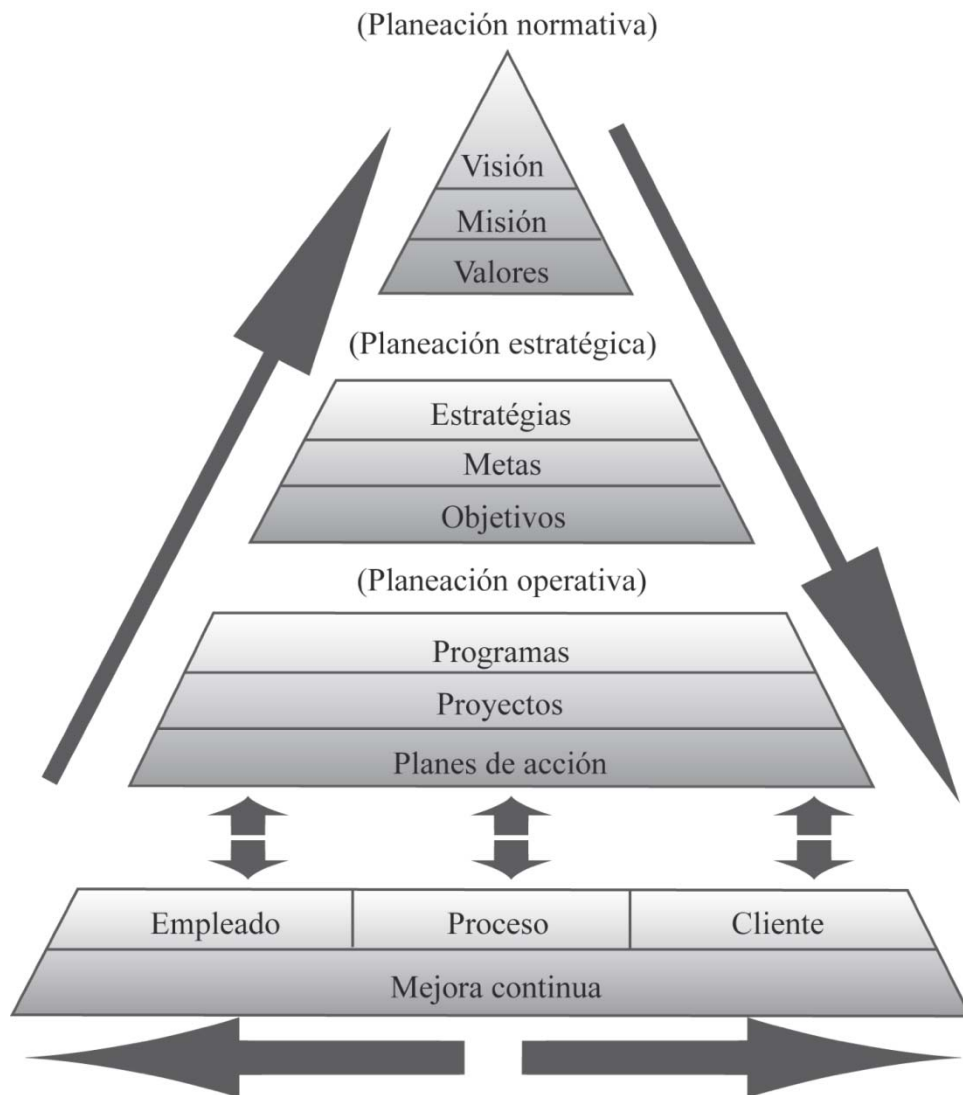 (Planeación normativa)
Visión
Misión
Valores
(Planeación estratégica)
Estratégias
Metas
Objetivos
(Planeación operativa)
Programas
Proyectos
Planes de acción
Empleado Proceso Cliente
Mejora continua